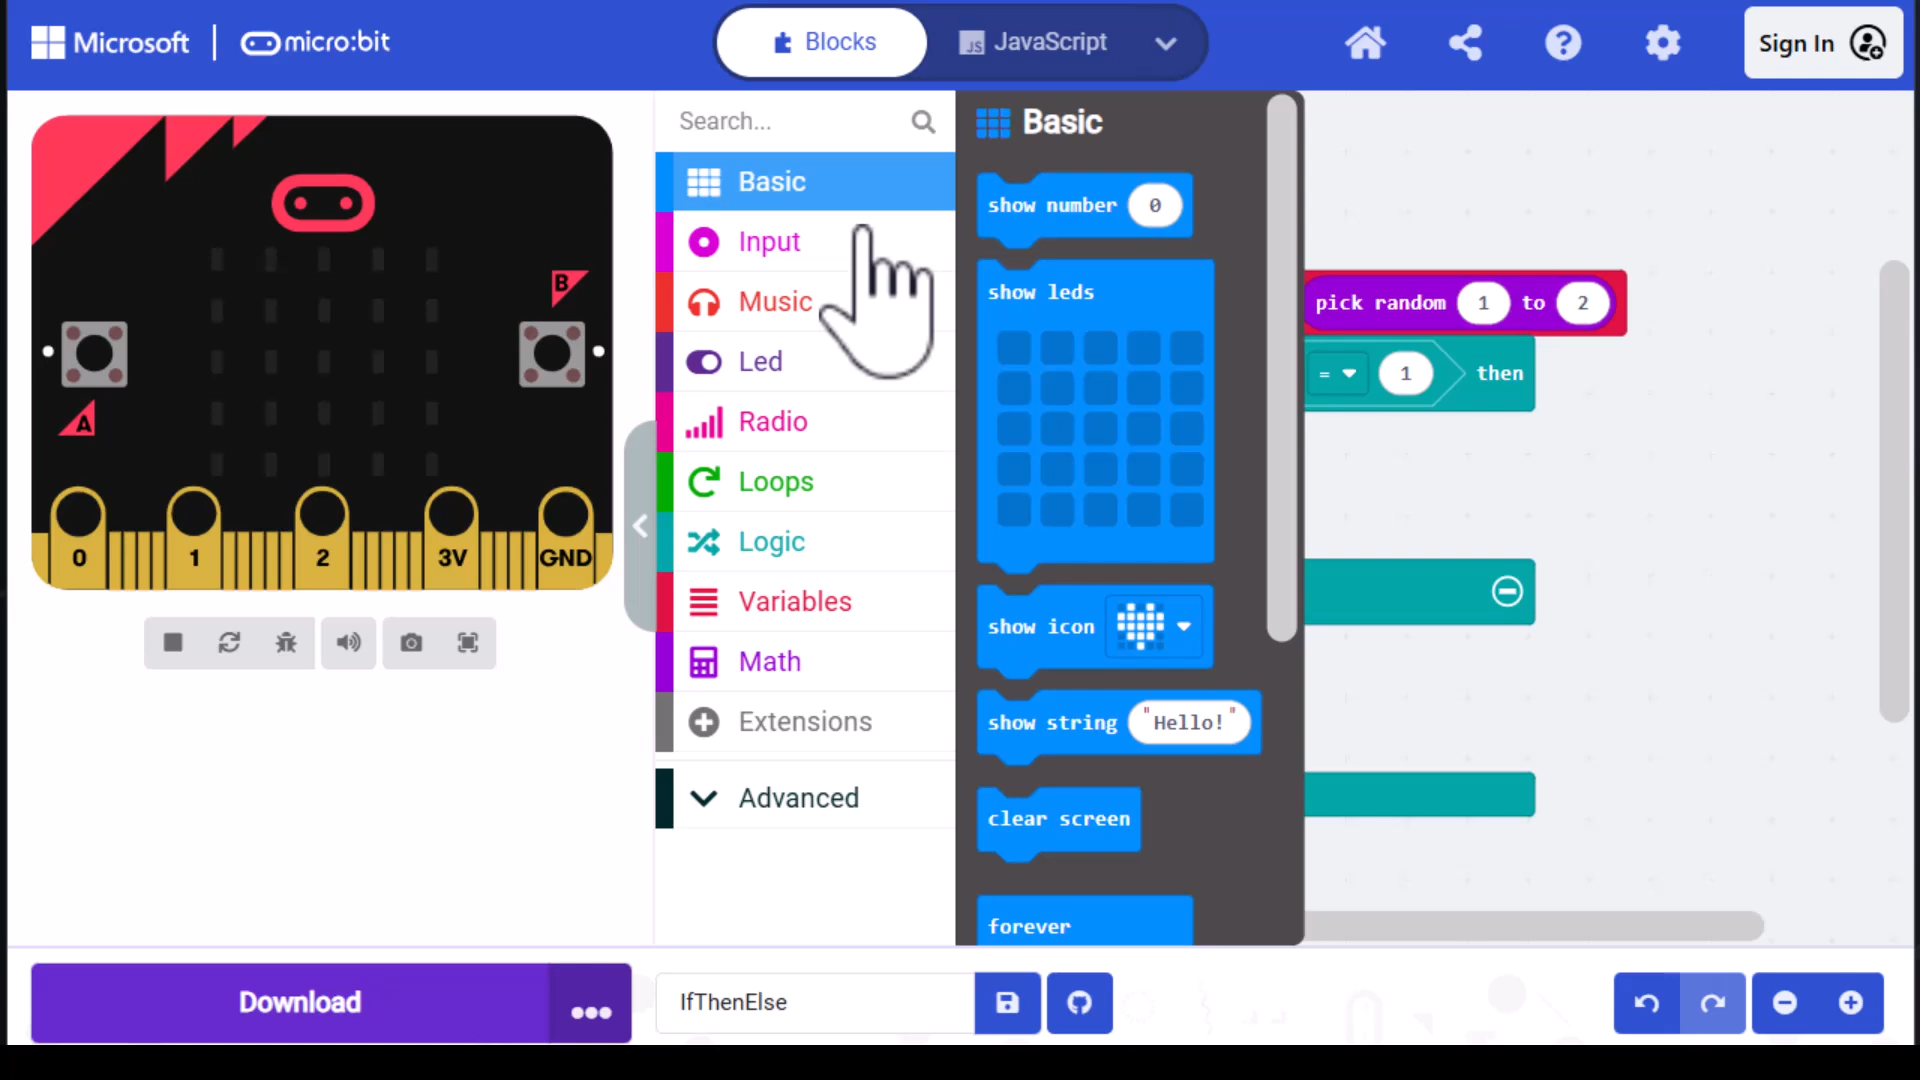 Microsoft
micro:bit
Blocks
JS JavaScript
Sign In
Search...
Basic
Input
Music
Led
Radio
Loops
Logic
Variables
Math
Extensions
Advanced
Basic
show number 0
show leds
show icon
show string "Hello!"
clear screen
forever
pick random 1 to 2
= 1 then
A
B
0 1 2 3V GND
Download
IfThenElse